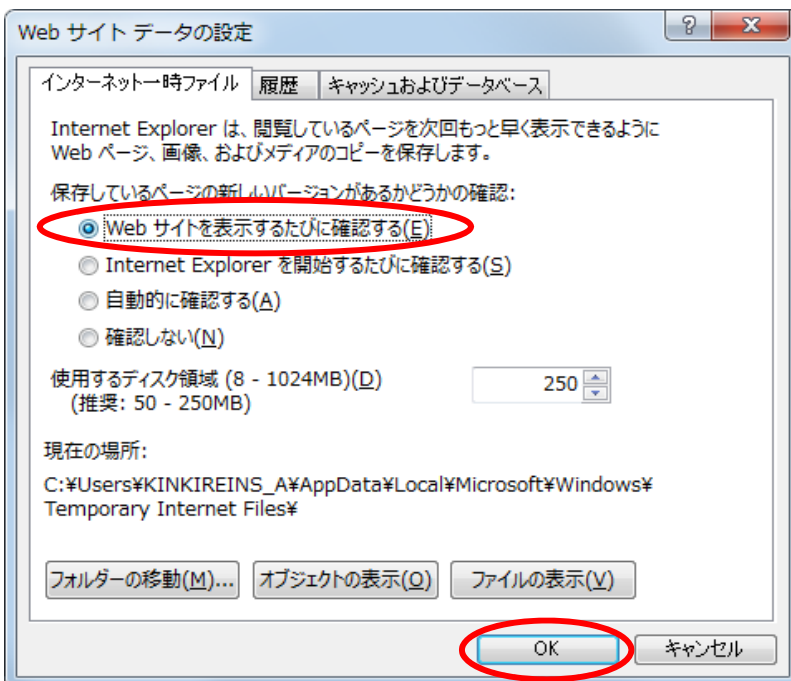 Web サイト データの設定
インターネット一時ファイル 履歴 キャッシュおよびデータベース
Internet Explorer は、閲覧しているページを次回もっと早く表示できるように
Web ページ、画像、およびメディアのコピーを保存します。
保存しているページの新しいバージョンがあるかどうかの確認:
Web サイトを表示するたびに確認する(E)
Internet Explorer を開始するたびに確認する(S)
自動的に確認する(A)
確認しない(N)
使用するディスク領域 (8 - 1024MB)(D) 250
(推奨: 50 - 250MB)
現在の場所:
C:¥Users¥KINKIREINS_A¥AppData¥Local¥Microsoft¥Windows¥
Temporary Internet Files¥
フォルダーの移動(M)... オブジェクトの表示(O) ファイルの表示(V)
OK キャンセル